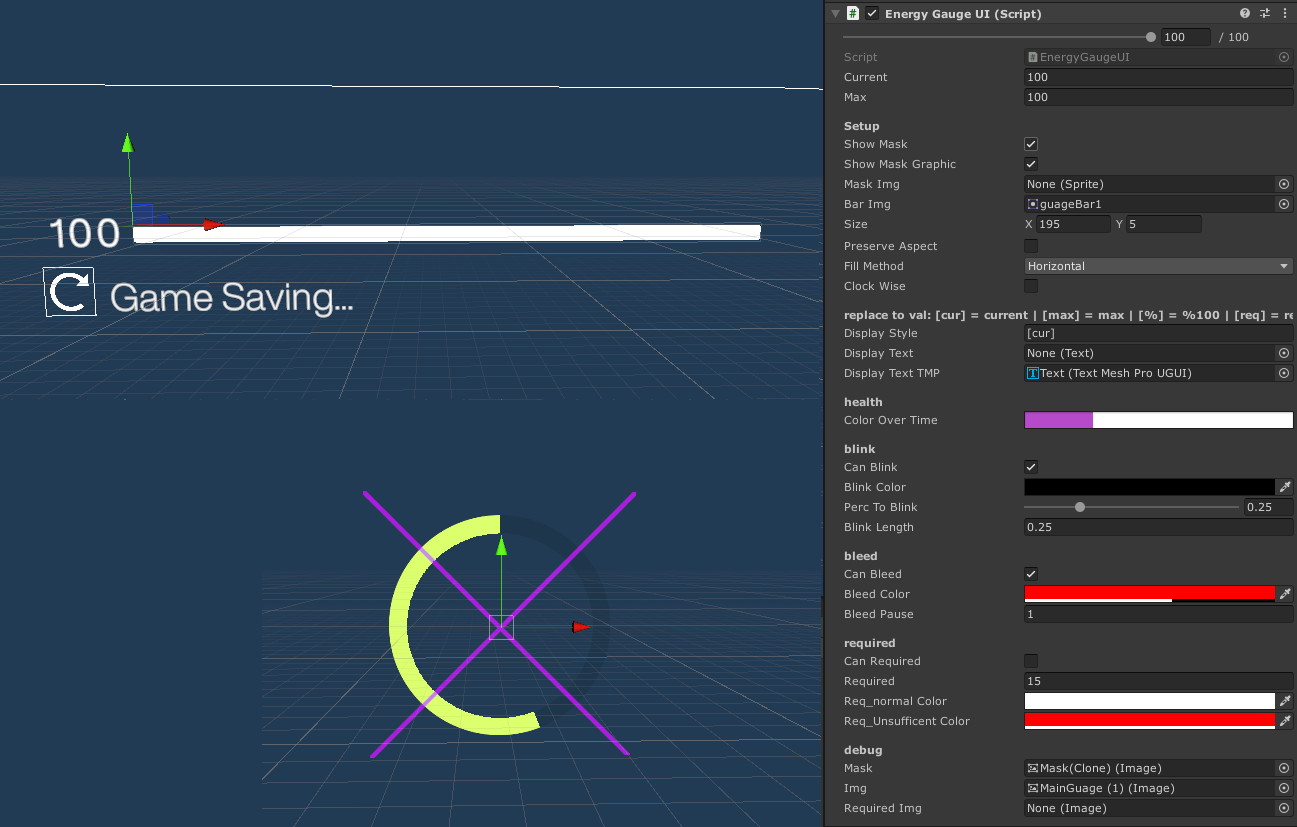 Energy Gauge UI (Script)
100 / 100
Script EnergyGaugeUI
Current 100
Max 100
Setup
Show Mask
Show Mask Graphic
Mask Img None (Sprite)
Bar Img guageBar1
Size X 195 Y 5
Preserve Aspect
Fill Method Horizontal
Clock Wise
replace to val: [cur] = current | [max] = max | [%] = %100 | [req] = re
Display Style [cur]
Display Text None (Text)
Display Text TMP Text (Text Mesh Pro UGUI)
health
Color Over Time
blink
Can Blink
Blink Color
Perc To Blink 0.25
Blink Length 0.25
bleed
Can Bleed
Bleed Color
Bleed Pause 1
required
Can Required
Required 15
Req_normal Color
Req_Unsufficent Color
debug
Mask Mask(Clone) (Image)
Img MainGuage (1) (Image)
Required Img None (Image)
100
Game Saving...